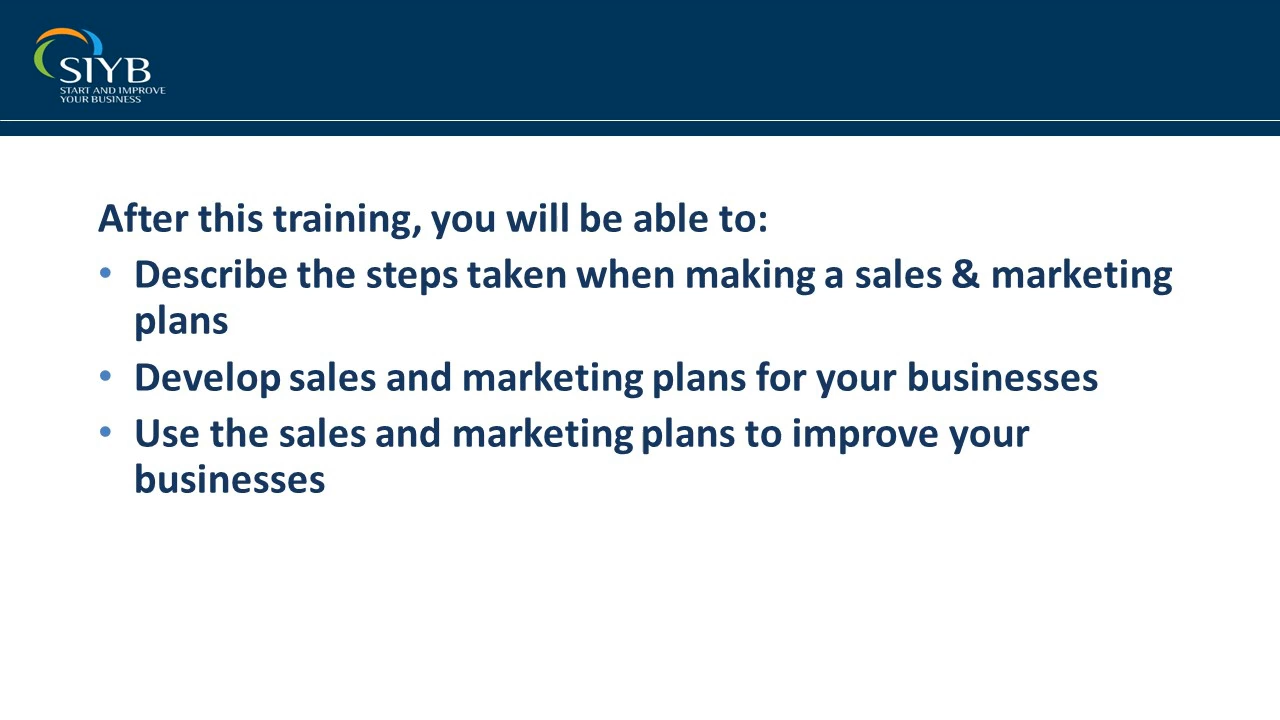 SIYB
START AND IMPROVE
YOUR BUSINESS
After this training, you will be able to:
• Describe the steps taken when making a sales & marketing
plans
• Develop sales and marketing plans for your businesses
• Use the sales and marketing plans to improve your
businesses